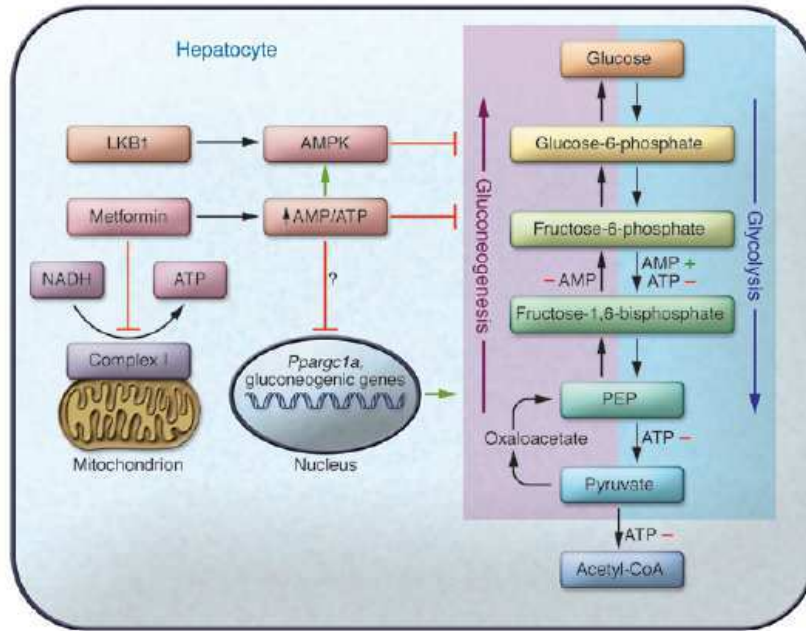 Hepatocyte
LKB1
AMPK
Metformin
AMP/ATP
?
NADH
ATP
Complex I
Mitochondrion
Ppargc1a,
gluconeogenic genes
Nucleus
Gluconeogenesis
Glycolysis
Glucose
Glucose-6-phosphate
Fructose-6-phosphate
– AMP
AMP +
ATP –
Fructose-1,6-bisphosphate
PEP
Oxaloacetate
ATP –
Pyruvate
ATP –
Acetyl-CoA